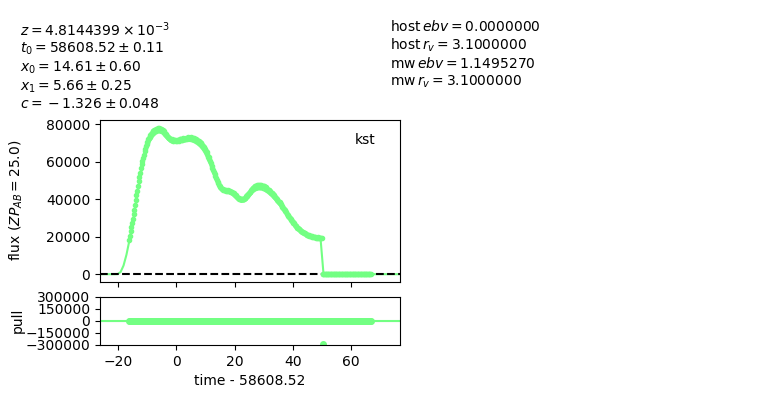 z = 4.8144399 × 10⁻³
t₀ = 58608.52 ± 0.11
x₀ = 14.61 ± 0.60
x₁ = 5.66 ± 0.25
c = −1.326 ± 0.048
host ebv = 0.0000000
host r_v = 3.1000000
mw ebv = 1.1495270
mw r_v = 3.1000000
flux (ZP_AB = 25.0)
80000
60000
40000
20000
0
kst
pull
300000
150000
0
−150000
−300000
−20
0
20
40
60
time - 58608.52